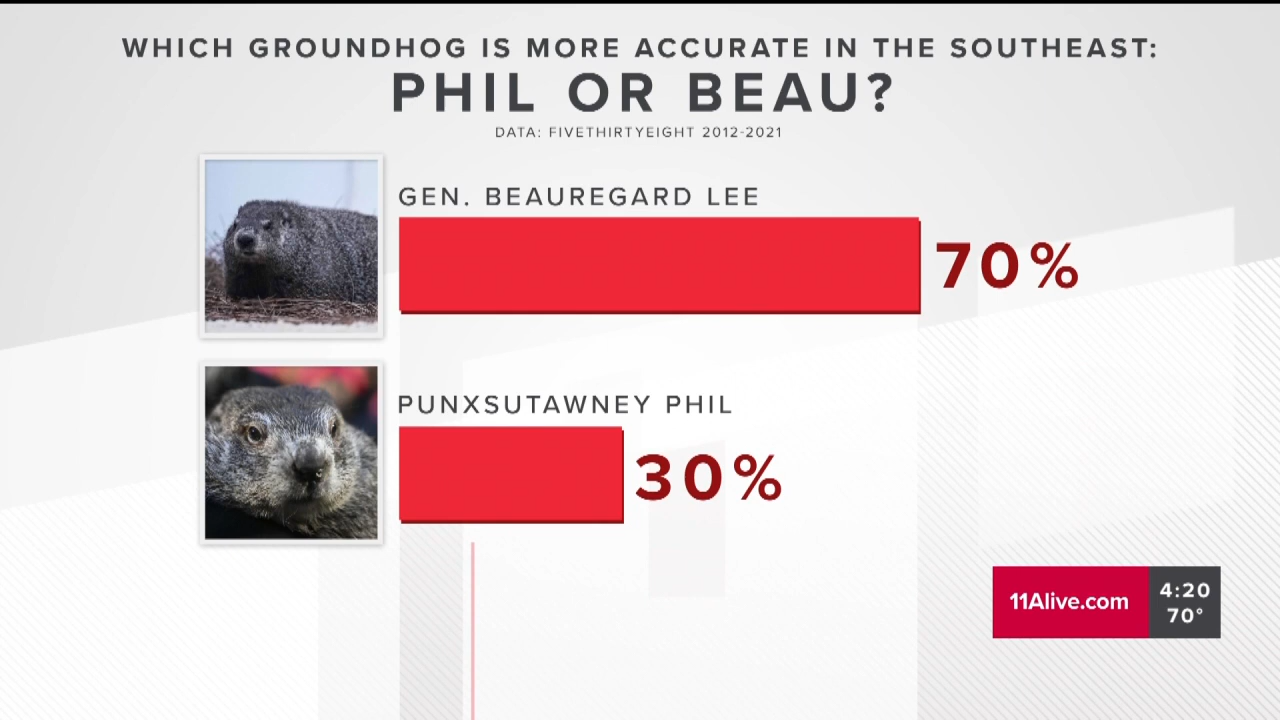 WHICH GROUNDHOG IS MORE ACCURATE IN THE SOUTHEAST:
PHIL OR BEAU?
DATA: FIVETHIRTYEIGHT 2012-2021
GEN. BEAUREGARD LEE
70%
PUNXSUTAWNEY PHIL
30%
11Alive.com
4:20
70°